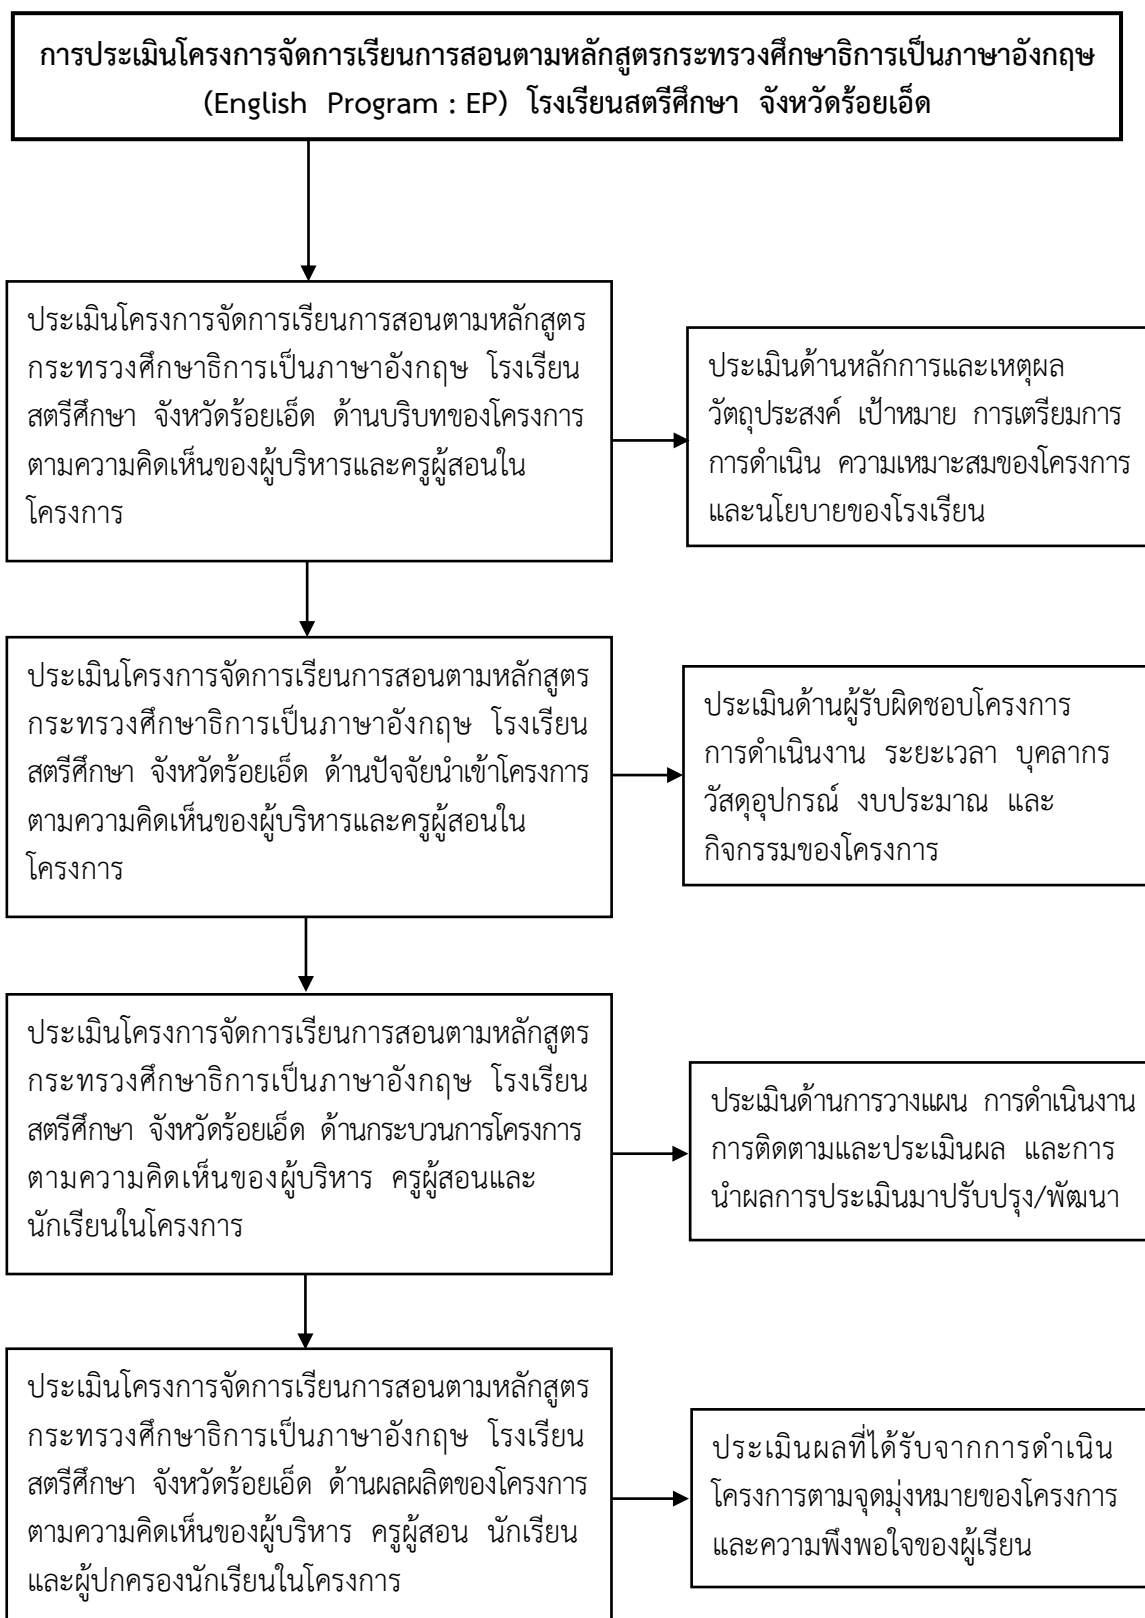 การประเมินโครงการจัดการเรียนการสอนตามหลักสูตรกระทรวงศึกษาธิการเป็นภาษาอังกฤษ
(English Program : EP) โรงเรียนสตรีศึกษา จังหวัดร้อยเอ็ด
ประเมินโครงการจัดการเรียนการสอนตามหลักสูตร
กระทรวงศึกษาธิการเป็นภาษาอังกฤษ โรงเรียน
สตรีศึกษา จังหวัดร้อยเอ็ด ด้านบริบทของโครงการ
ตามความคิดเห็นของผู้บริหารและครูผู้สอนใน
โครงการ
ประเมินด้านหลักการและเหตุผล
วัตถุประสงค์ เป้าหมาย การเตรียมการ
การดำเนิน ความเหมาะสมของโครงการ
และนโยบายของโรงเรียน
ประเมินโครงการจัดการเรียนการสอนตามหลักสูตร
กระทรวงศึกษาธิการเป็นภาษาอังกฤษ โรงเรียน
สตรีศึกษา จังหวัดร้อยเอ็ด ด้านปัจจัยนำเข้าโครงการ
ตามความคิดเห็นของผู้บริหารและครูผู้สอนใน
โครงการ
ประเมินด้านผู้รับผิดชอบโครงการ
การดำเนินงาน ระยะเวลา บุคลากร
วัสดุอุปกรณ์ งบประมาณ และ
กิจกรรมของโครงการ
ประเมินโครงการจัดการเรียนการสอนตามหลักสูตร
กระทรวงศึกษาธิการเป็นภาษาอังกฤษ โรงเรียน
สตรีศึกษา จังหวัดร้อยเอ็ด ด้านกระบวนการโครงการ
ตามความคิดเห็นของผู้บริหาร ครูผู้สอนและ
นักเรียนในโครงการ
ประเมินด้านการวางแผน การดำเนินงาน
การติดตามและประเมินผล และการ
นำผลการประเมินมาปรับปรุง/พัฒนา
ประเมินโครงการจัดการเรียนการสอนตามหลักสูตร
กระทรวงศึกษาธิการเป็นภาษาอังกฤษ โรงเรียน
สตรีศึกษา จังหวัดร้อยเอ็ด ด้านผลผลิตของโครงการ
ตามความคิดเห็นของผู้บริหาร ครูผู้สอน นักเรียน
และผู้ปกครองนักเรียนในโครงการ
ประเมินผลที่ได้รับจากการดำเนิน
โครงการตามจุดมุ่งหมายของโครงการ
และความพึงพอใจของผู้เรียน